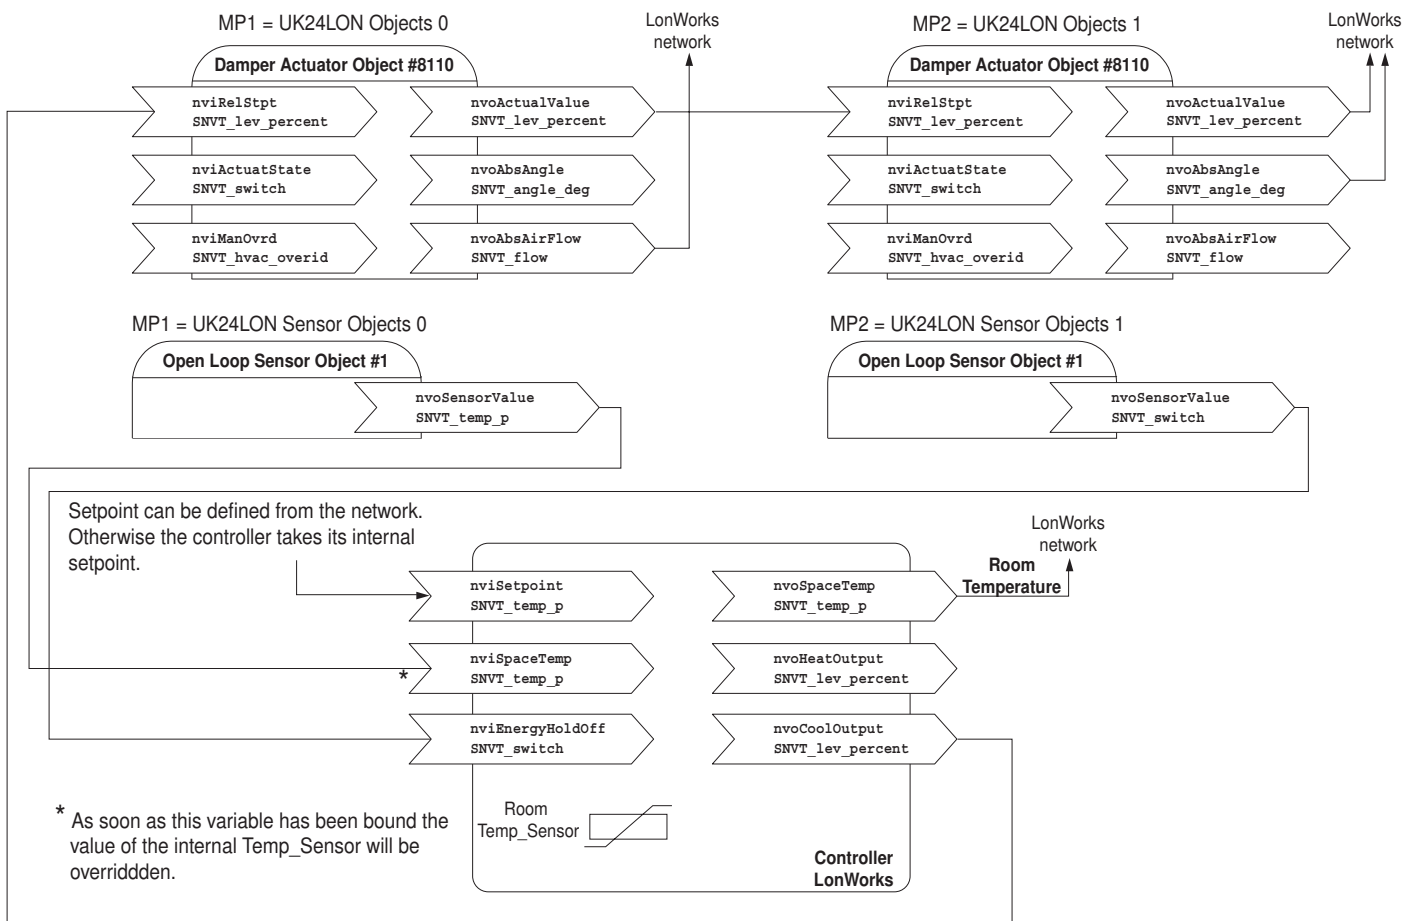 MP1 = UK24LON Objects 0
LonWorks
network
Damper Actuator Object #8110
nviRelStpt
SNVT_lev_percent
nvoActualValue
SNVT_lev_percent
nviActuatState
SNVT_switch
nvoAbsAngle
SNVT_angle_deg
nviManOvrd
SNVT_hvac_overid
nvoAbsAirFlow
SNVT_flow
MP2 = UK24LON Objects 1
LonWorks
network
Damper Actuator Object #8110
nviRelStpt
SNVT_lev_percent
nvoActualValue
SNVT_lev_percent
nviActuatState
SNVT_switch
nvoAbsAngle
SNVT_angle_deg
nviManOvrd
SNVT_hvac_overid
nvoAbsAirFlow
SNVT_flow
MP1 = UK24LON Sensor Objects 0
Open Loop Sensor Object #1
nvoSensorValue
SNVT_temp_p
MP2 = UK24LON Sensor Objects 1
Open Loop Sensor Object #1
nvoSensorValue
SNVT_switch
Setpoint can be defined from the network.
Otherwise the controller takes its internal
setpoint.
LonWorks
network
Room
Temperature
nviSetpoint
SNVT_temp_p
nvoSpaceTemp
SNVT_temp_p
*
nviSpaceTemp
SNVT_temp_p
nvoHeatOutput
SNVT_lev_percent
nviEnergyHoldOff
SNVT_switch
nvoCoolOutput
SNVT_lev_percent
Room
Temp_Sensor
Controller
LonWorks
* As soon as this variable has been bound the
value of the internal Temp_Sensor will be
overridddden.